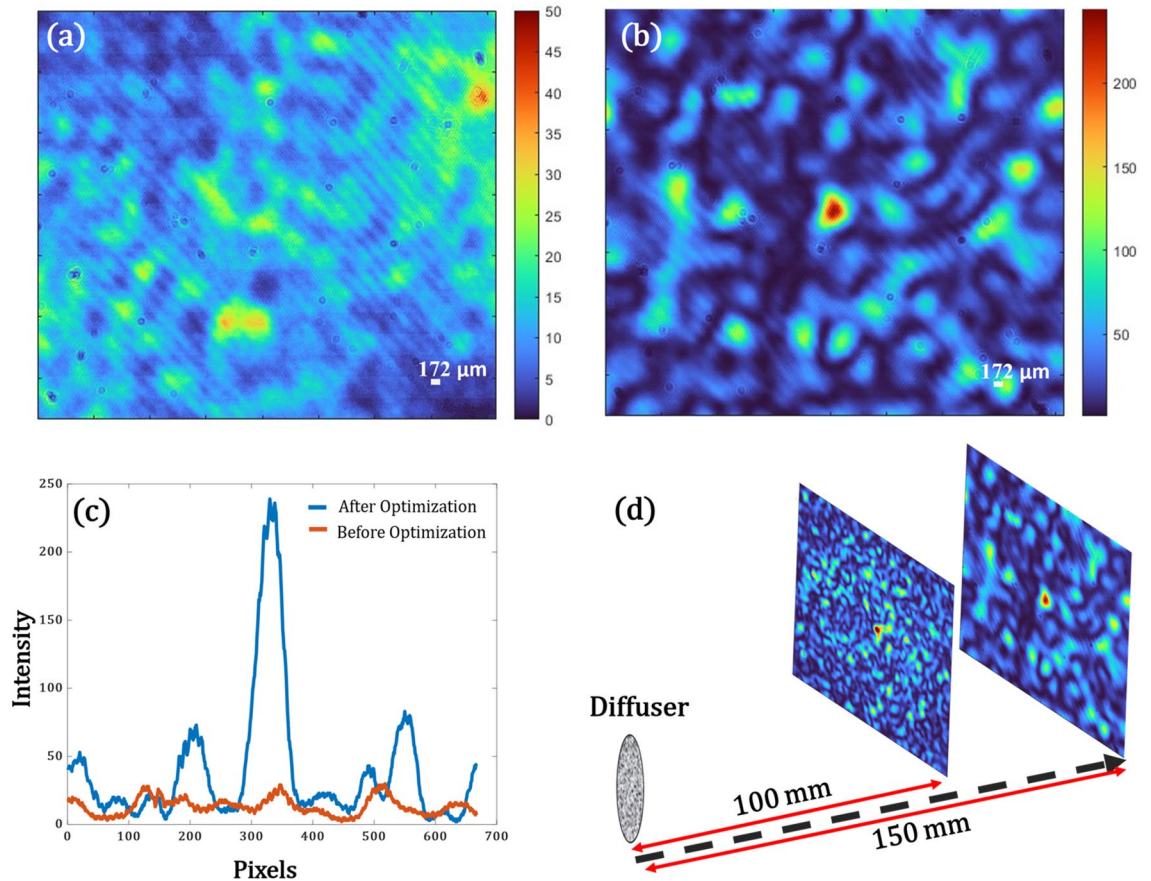 (a)
50
45
40
35
30
25
20
15
10
5
0
172 μm
(b)
200
150
100
50
172 μm
(c)
250
200
150
100
50
0
Intensity
After Optimization
Before Optimization
0 100 200 300 400 500 600 700
Pixels
(d)
Diffuser
100 mm
150 mm